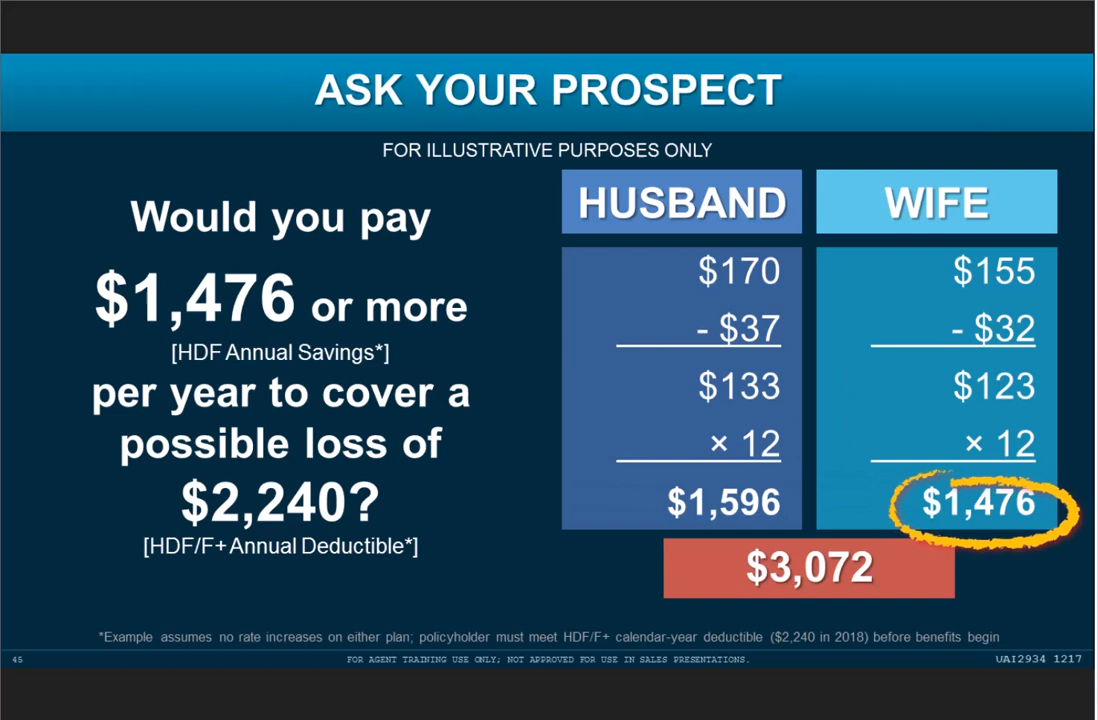 ASK YOUR PROSPECT
FOR ILLUSTRATIVE PURPOSES ONLY
Would you pay
$1,476 or more
[HDF Annual Savings*]
per year to cover a
possible loss of
$2,240?
[HDF/F+ Annual Deductible*]
HUSBAND
$170
- $37
$133
× 12
$1,596
WIFE
$155
- $32
$123
× 12
$1,476
$3,072
*Example assumes no rate increases on either plan; policyholder must meet HDF/F+ calendar-year deductible ($2,240 in 2018) before benefits begin
45
FOR AGENT TRAINING USE ONLY; NOT APPROVED FOR USE IN SALES PRESENTATIONS.
UAI2934 1217